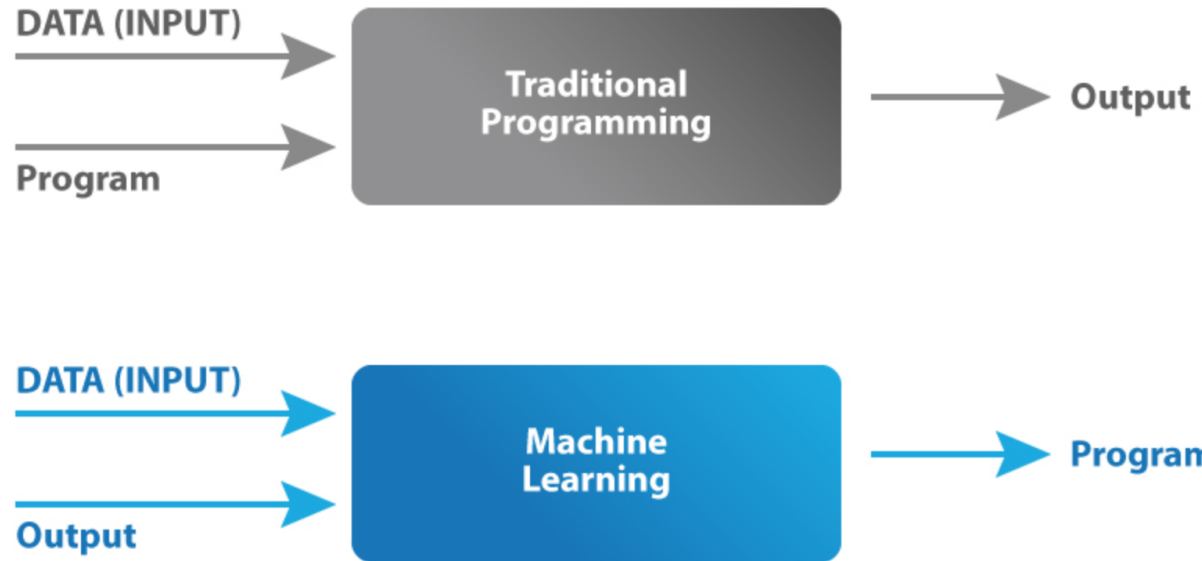 DATA (INPUT)
Program
Traditional
Programming
Output
DATA (INPUT)
Output
Machine
Learning
Program